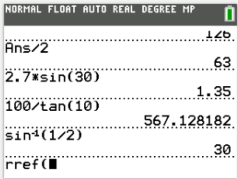 NORMAL FLOAT AUTO REAL DEGREE MP
126
Ans/2
63
2.7*sin(30)
1.35
100/tan(10)
567.128182
sin⁻¹(1/2)
30
rref(